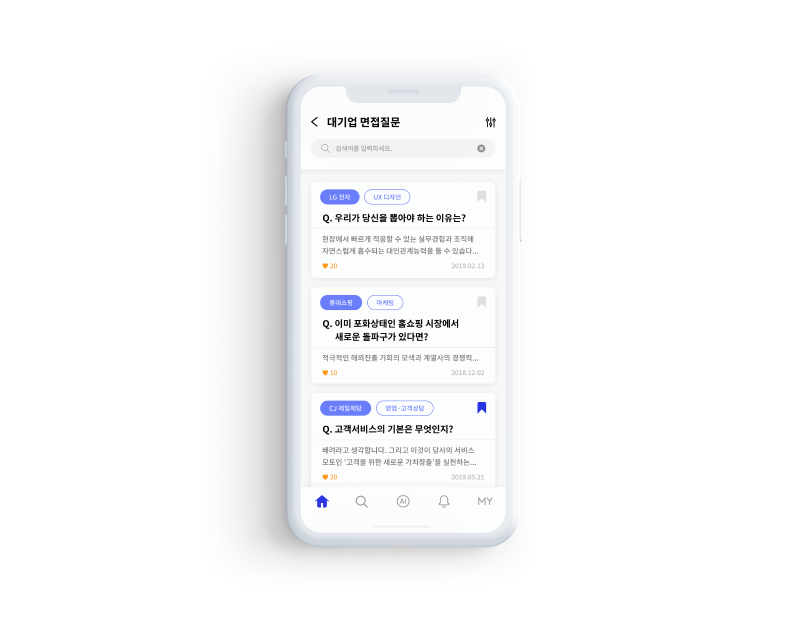 대기업 면접질문
검색어를 입력하세요.
LG 전자 UX 디자인
Q. 우리가 당신을 뽑아야 하는 이유는?
현장에서 빠르게 적응할 수 있는 실무경험과 조직에
자연스럽게 흡수되는 대인관계능력을 들 수 있습다...
20 2019.02.13
롯데쇼핑 마케팅
Q. 이미 포화상태인 홈쇼핑 시장에서
새로운 돌파구가 있다면?
적극적인 해외진출 기회의 모색과 계열사의 경쟁력...
10 2018.12.02
CJ 제일제당 영업·고객상담
Q. 고객서비스의 기본은 무엇인지?
배려라고 생각합니다. 그리고 이것이 당사의 서비스
모토인 '고객을 위한 새로운 가치창출'을 실천하는...
20 2019.05.21
AI MY